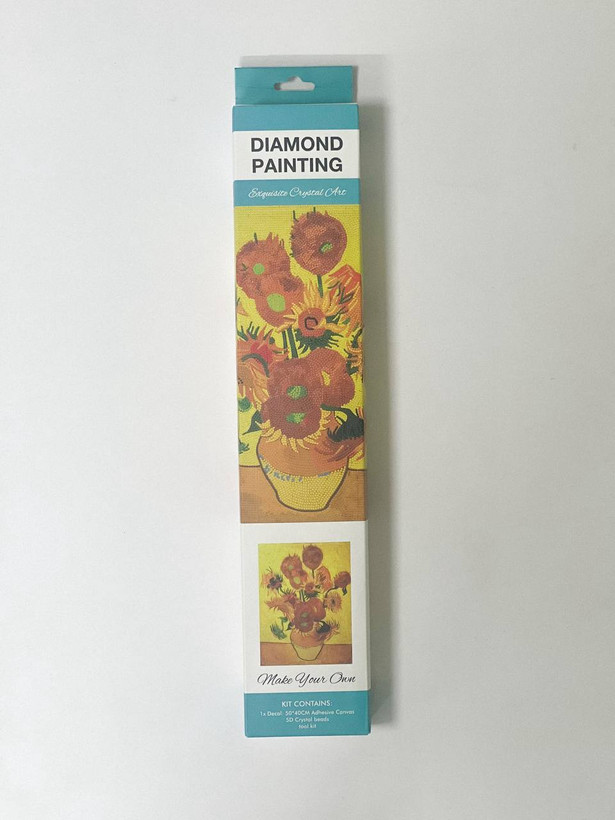 DIAMOND
PAINTING
Exquisite Crystal Art
Make Your Own
KIT CONTAINS:
1x Decal: 50*40CM Adhesive Canvas
5D Crystal beads
tool kit